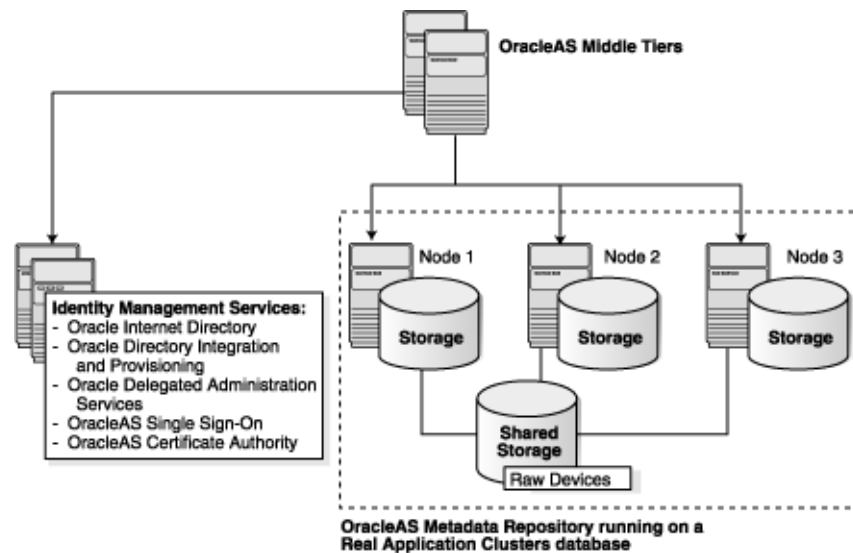 OracleAS Middle Tiers
Node 1
Node 2
Node 3
Storage
Storage
Storage
Identity Management Services:
- Oracle Internet Directory
- Oracle Directory Integration
and Provisioning
- Oracle Delegated Administration
Services
- OracleAS Single Sign-On
- OracleAS Certificate Authority
Shared
Storage
Raw Devices
OracleAS Metadata Repository running on a
Real Application Clusters database